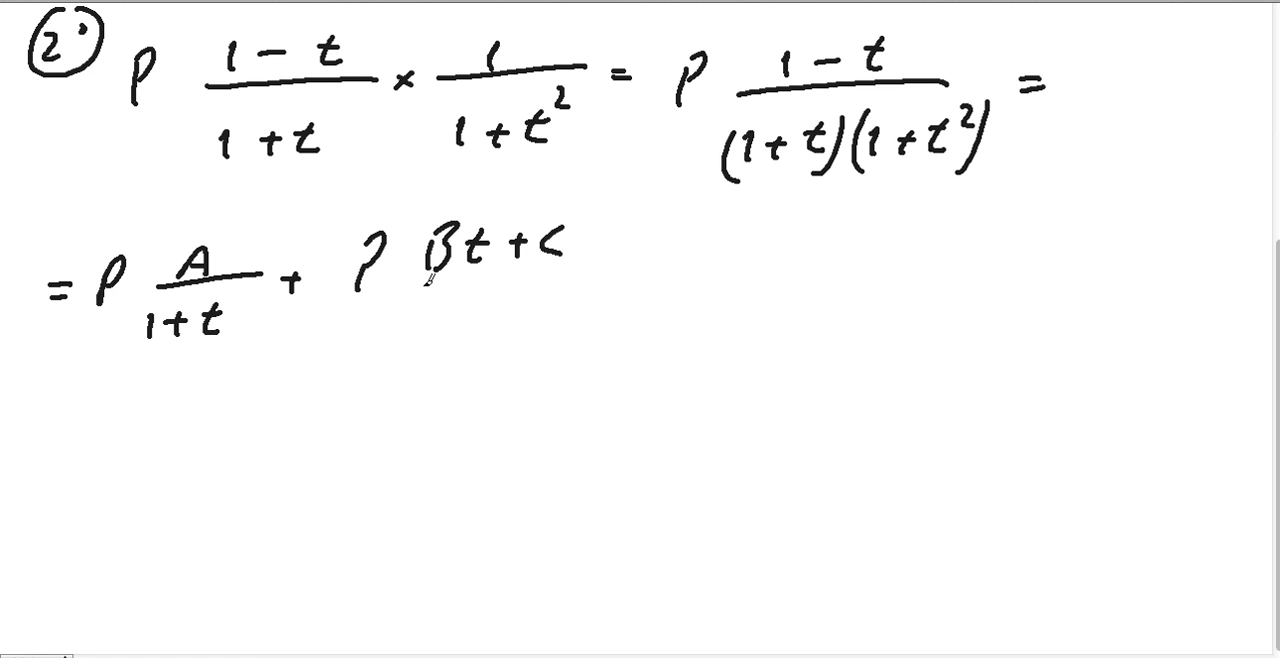 2) P (1 - t)/(1 + t) × 1/(1 + t²) = P (1 - t)/((1 + t)(1 + t²)) =
= P A/(1 + t) + P Bt + C